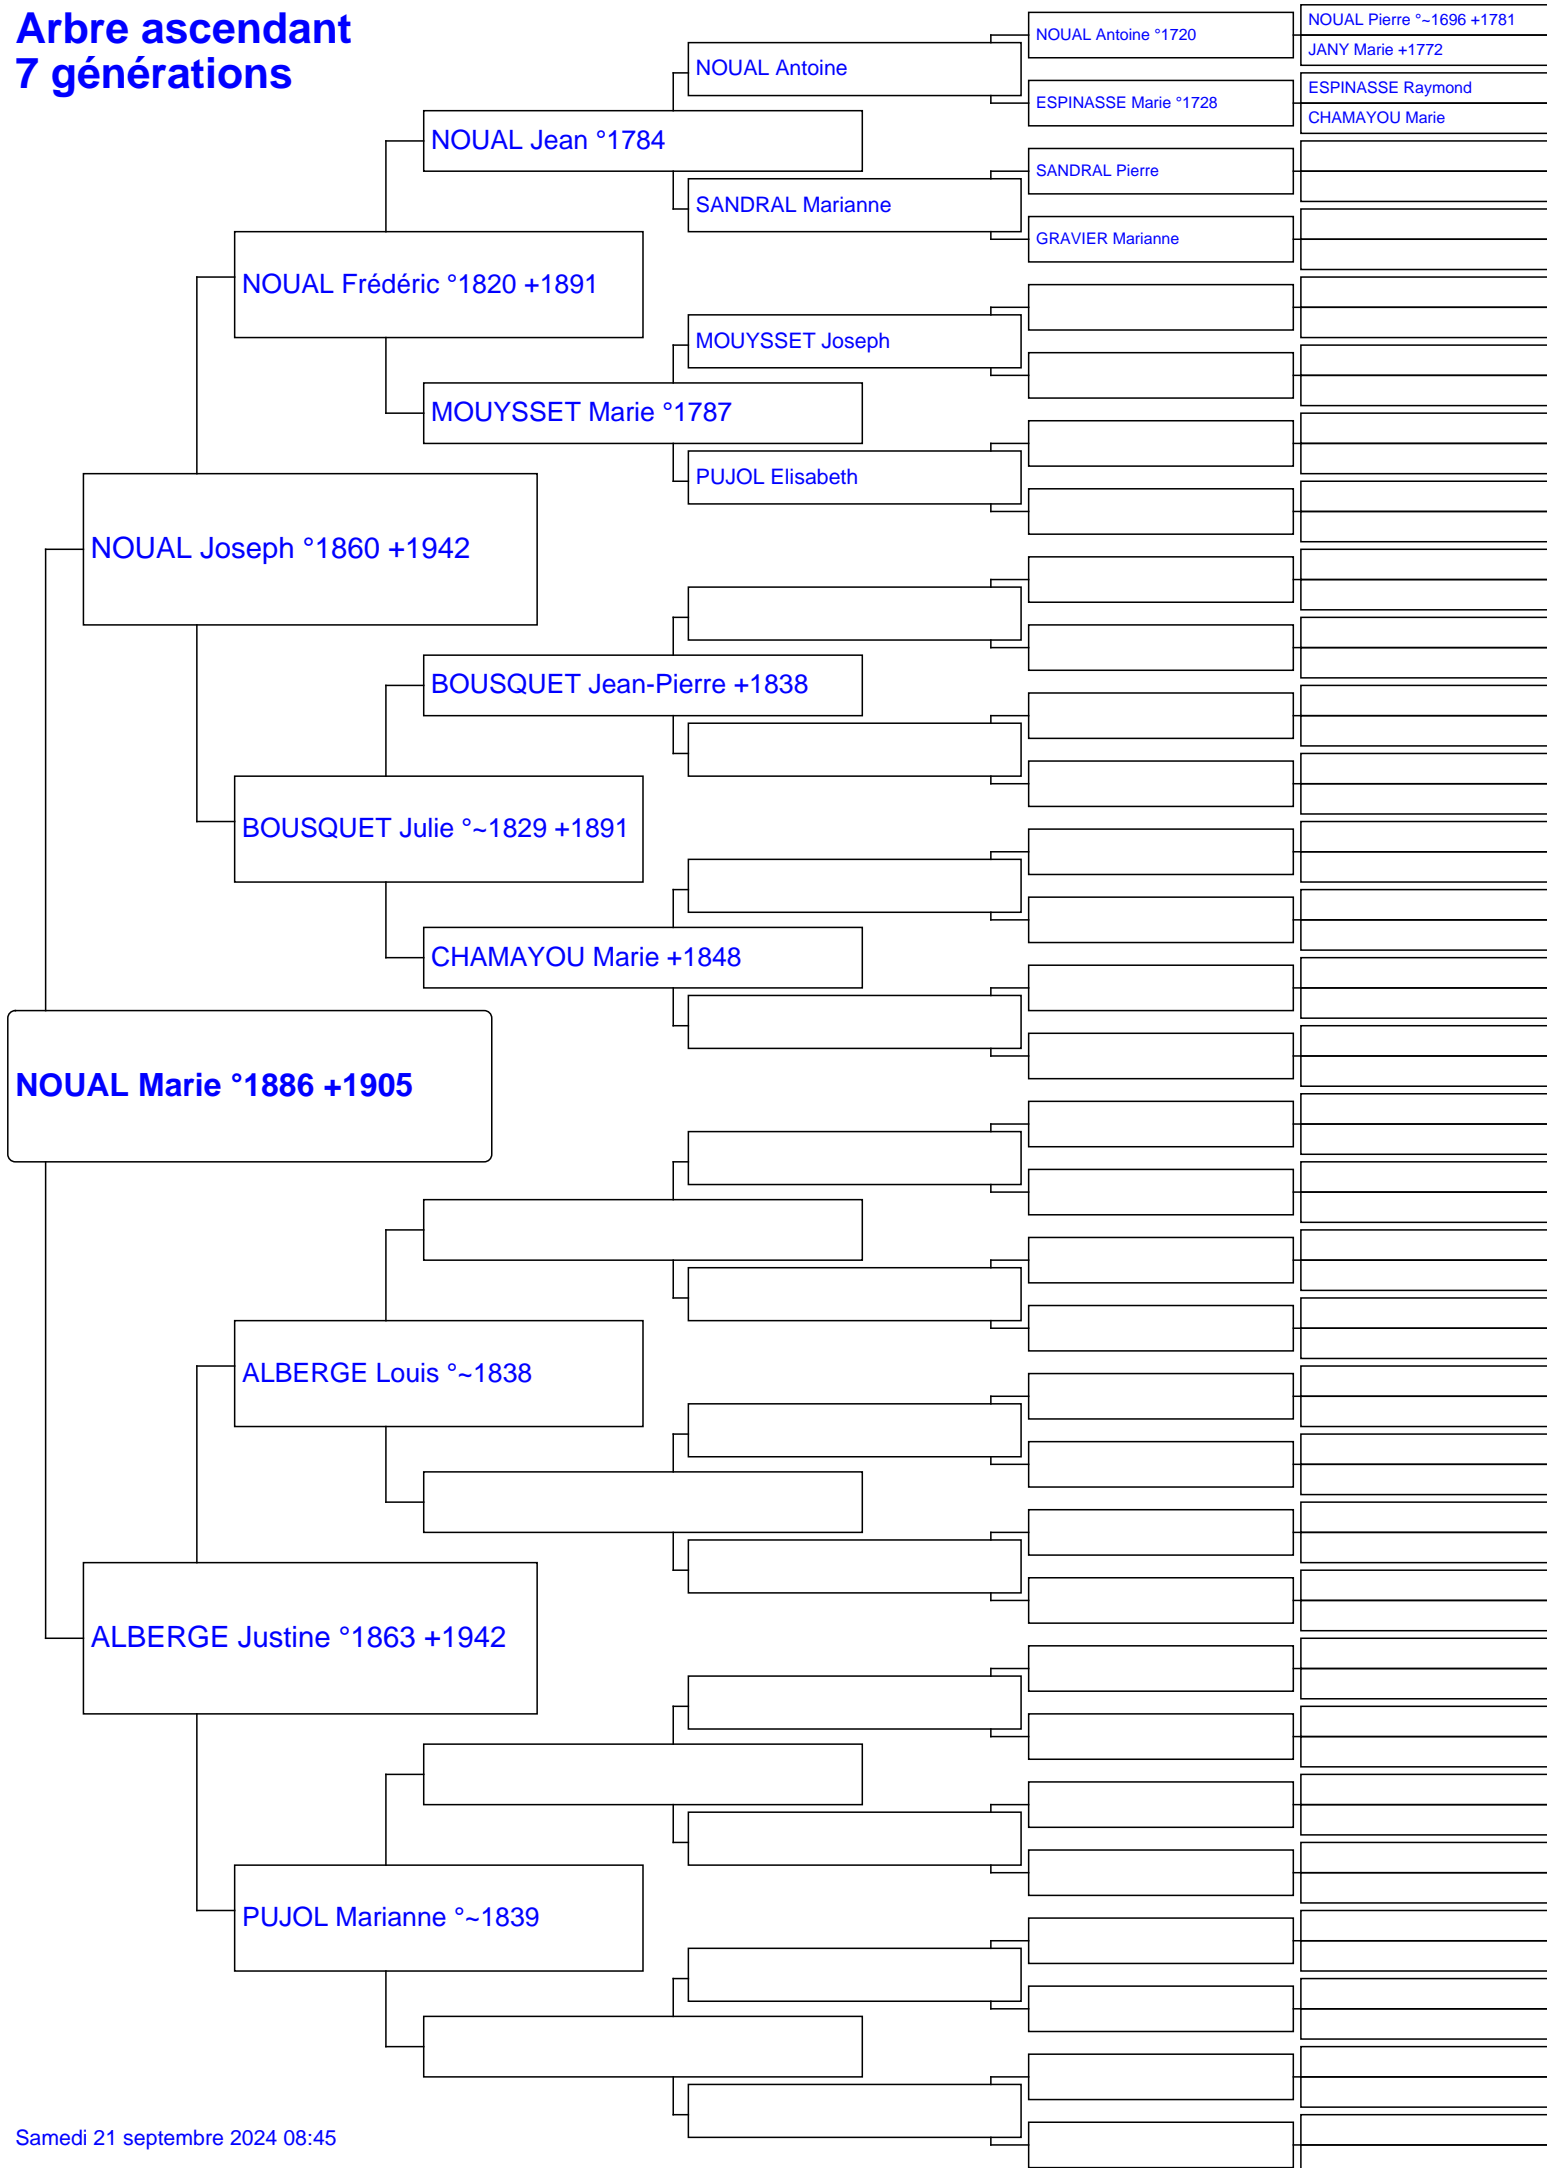 Arbre ascendant
7 générations
NOUAL Pierre °~1696 +1781
NOUAL Antoine °1720
JANY Marie +1772
NOUAL Antoine
ESPINASSE Raymond
ESPINASSE Marie °1728
CHAMAYOU Marie
NOUAL Jean °1784
SANDRAL Pierre
SANDRAL Marianne
GRAVIER Marianne
NOUAL Frédéric °1820 +1891
MOUYSSET Joseph
MOUYSSET Marie °1787
PUJOL Elisabeth
NOUAL Joseph °1860 +1942
BOUSQUET Jean-Pierre +1838
BOUSQUET Julie °~1829 +1891
CHAMAYOU Marie +1848
NOUAL Marie °1886 +1905
ALBERGE Louis °~1838
ALBERGE Justine °1863 +1942
PUJOL Marianne °~1839
Samedi 21 septembre 2024 08:45